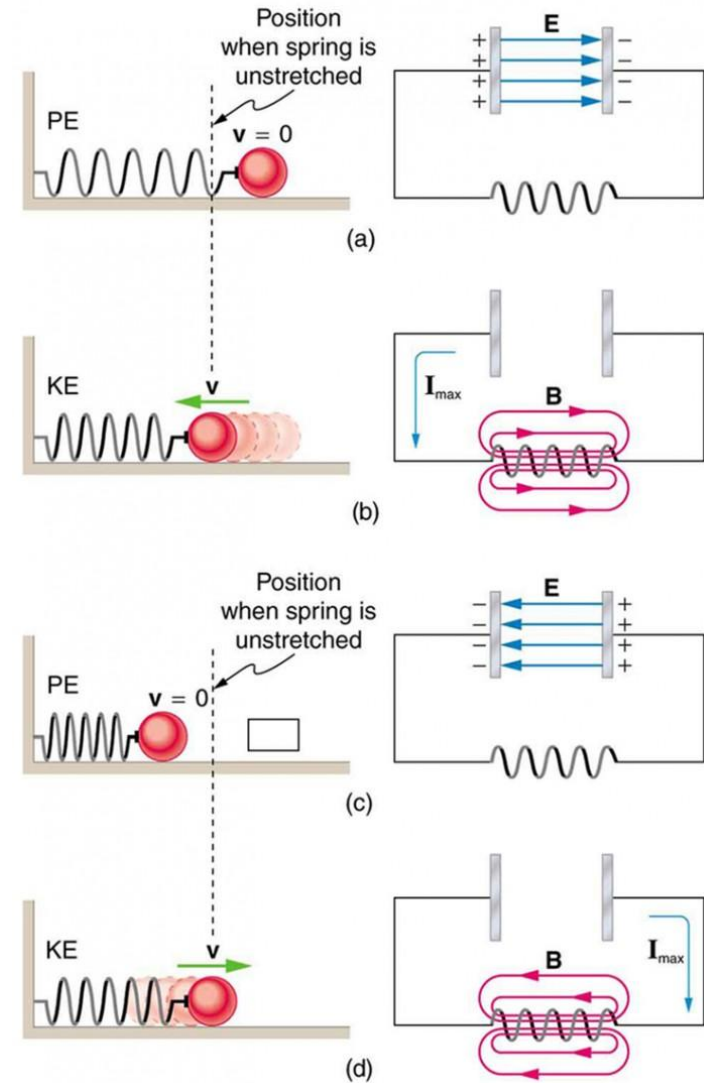 Position
when spring is
unstretched
PE
v = 0
E
+ −
+ −
+ −
+ −
(a)
KE
v
I max
B
(b)
Position
when spring is
unstretched
PE
v = 0
E
− +
− +
− +
− +
(c)
KE
v
I max
B
(d)